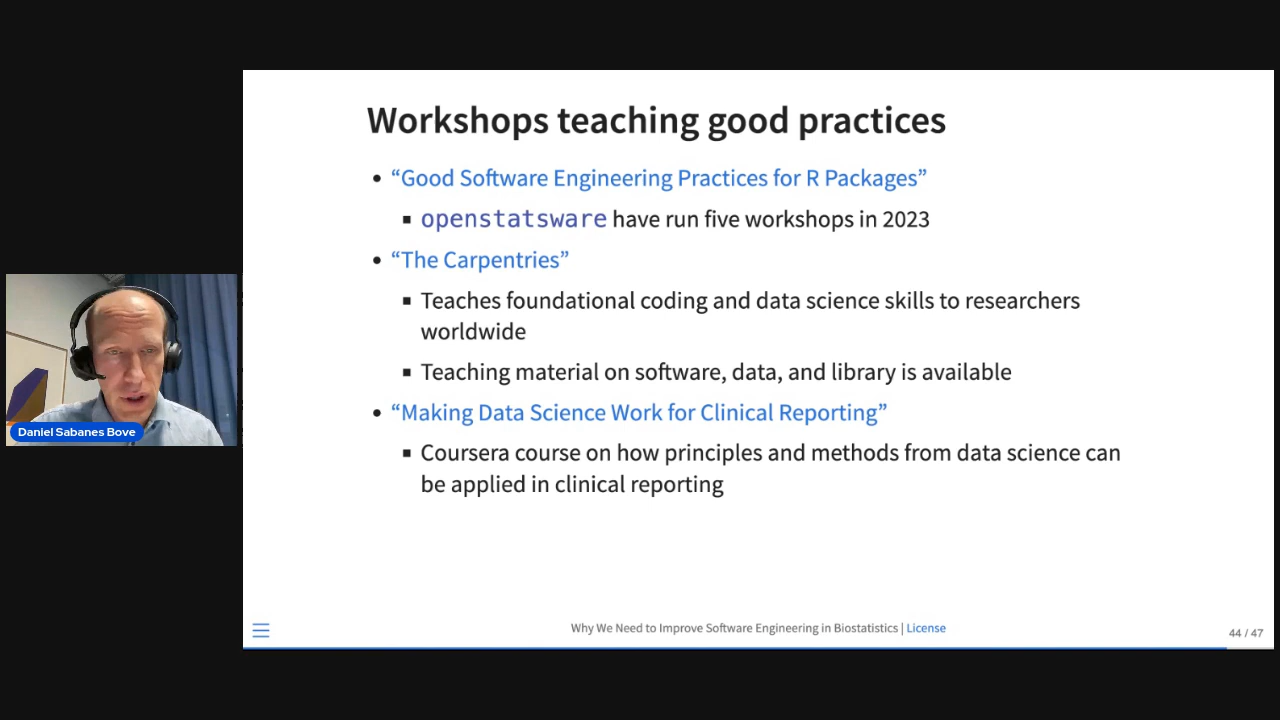 Workshops teaching good practices
“Good Software Engineering Practices for R Packages”
openstatsware have run five workshops in 2023
“The Carpentries”
Teaches foundational coding and data science skills to researchers
worldwide
Teaching material on software, data, and library is available
“Making Data Science Work for Clinical Reporting”
Coursera course on how principles and methods from data science can
be applied in clinical reporting
Daniel Sabanes Bove
Why We Need to Improve Software Engineering in Biostatistics | License
44 / 47